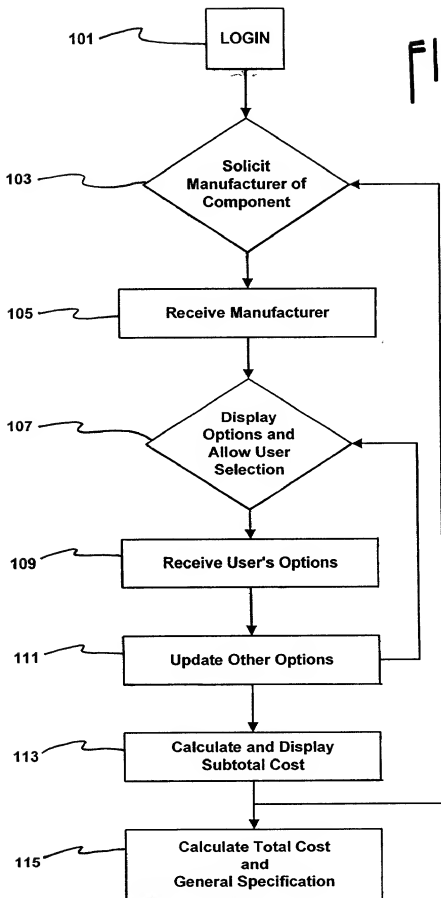 101
LOGIN
FI
103
Solicit
Manufacturer of
Component
105
Receive Manufacturer
107
Display
Options and
Allow User
Selection
109
Receive User's Options
111
Update Other Options
113
Calculate and Display
Subtotal Cost
115
Calculate Total Cost
and
General Specification